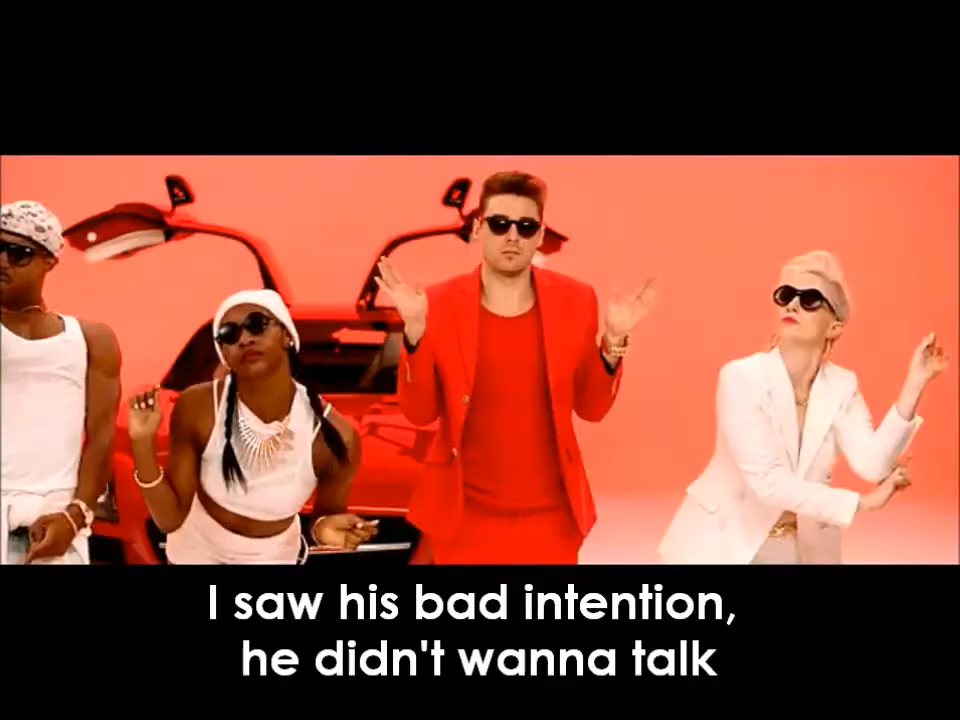 I saw his bad intention,
he didn't wanna talk